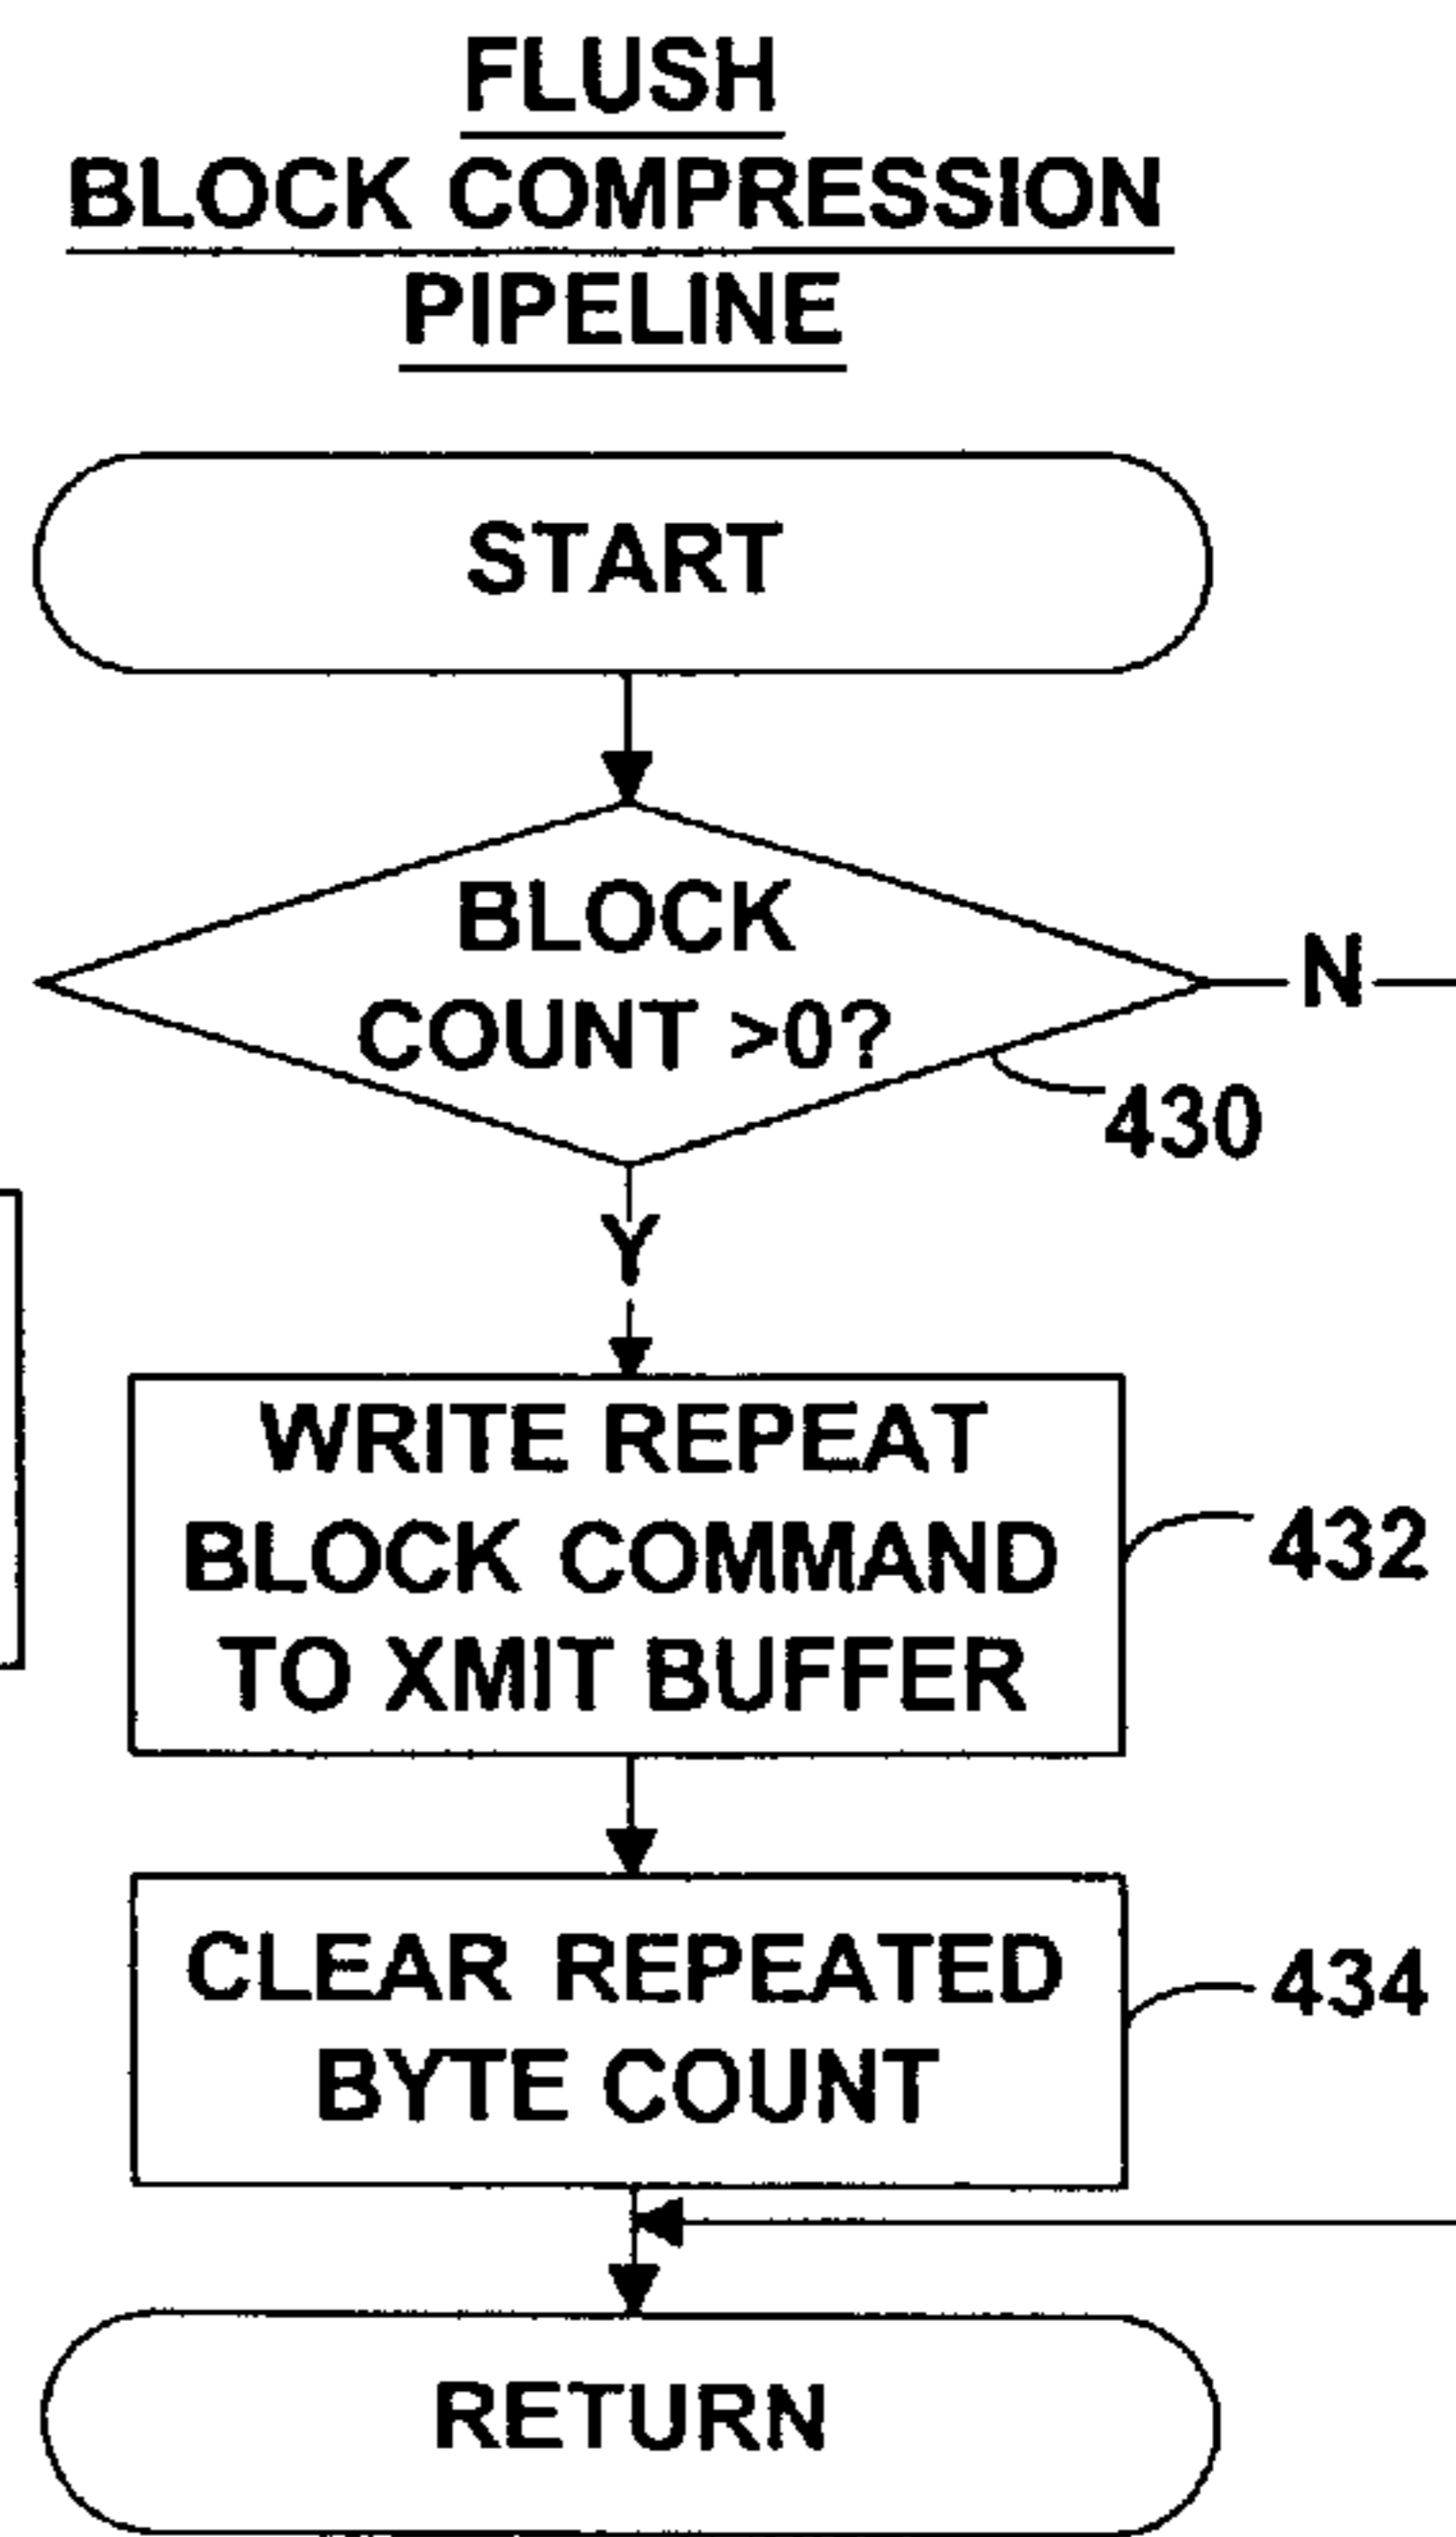 FLUSH
BLOCK COMPRESSION
PIPELINE
START
BLOCK
COUNT >0?
N
430
Y
WRITE REPEAT
BLOCK COMMAND
TO XMIT BUFFER
432
CLEAR REPEATED
BYTE COUNT
434
RETURN